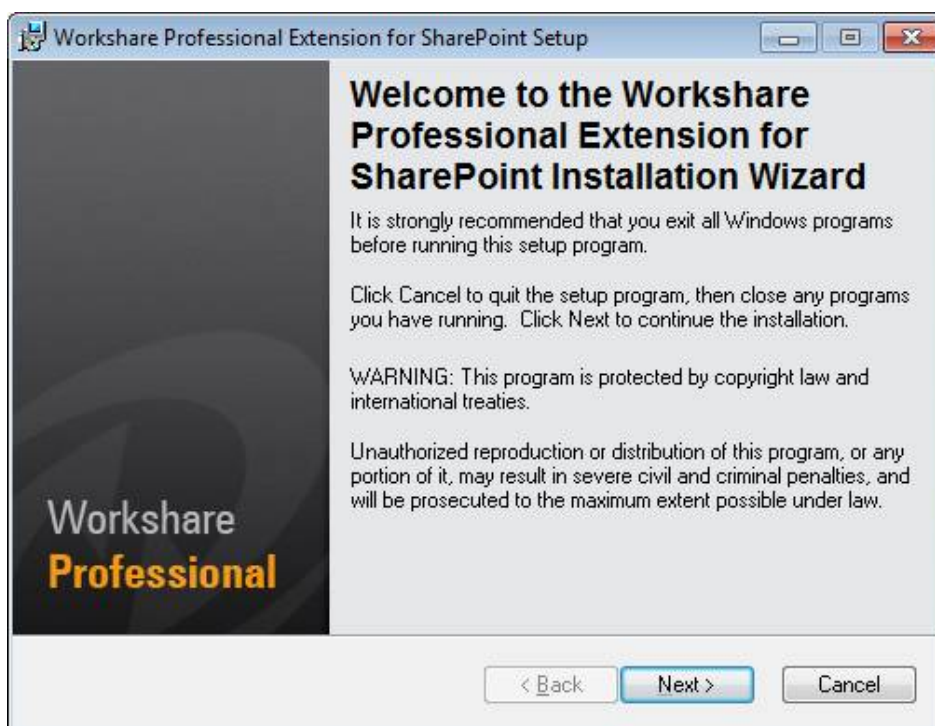 Workshare Professional Extension for SharePoint Setup
Welcome to the Workshare
Professional Extension for
SharePoint Installation Wizard
It is strongly recommended that you exit all Windows programs
before running this setup program.
Click Cancel to quit the setup program, then close any programs
you have running.  Click Next to continue the installation.
WARNING: This program is protected by copyright law and
international treaties.
Unauthorized reproduction or distribution of this program, or any
portion of it, may result in severe civil and criminal penalties, and
will be prosecuted to the maximum extent possible under law.
Workshare
Professional
< Back
Next >
Cancel